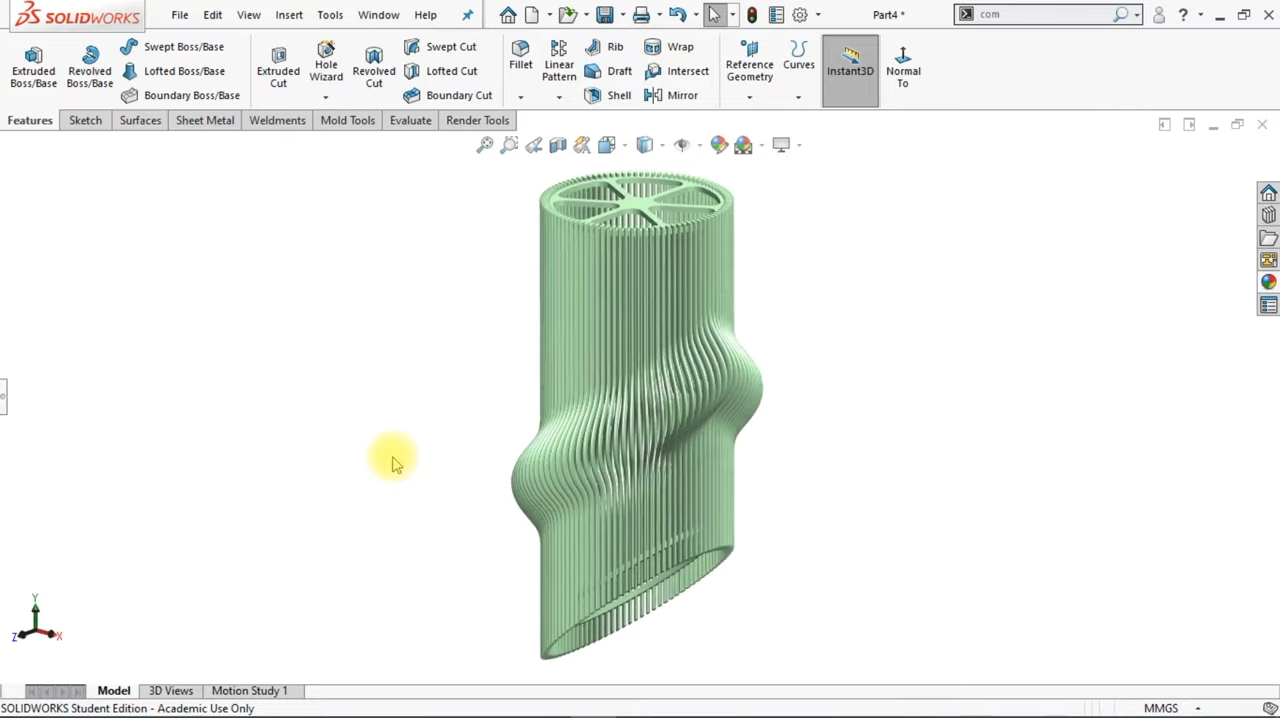 SOLIDWORKS
File Edit View Insert Tools Window Help
Part4 *
com
Extruded Boss/Base
Revolved Boss/Base
Swept Boss/Base
Lofted Boss/Base
Boundary Boss/Base
Extruded Cut
Hole Wizard
Revolved Cut
Swept Cut
Lofted Cut
Boundary Cut
Fillet
Linear Pattern
Rib
Draft
Shell
Wrap
Intersect
Mirror
Reference Geometry
Curves
Instant3D
Normal To
Features Sketch Surfaces Sheet Metal Weldments Mold Tools Evaluate Render Tools
Y
Z
X
Model 3D Views Motion Study 1
SOLIDWORKS Student Edition - Academic Use Only
MMGS